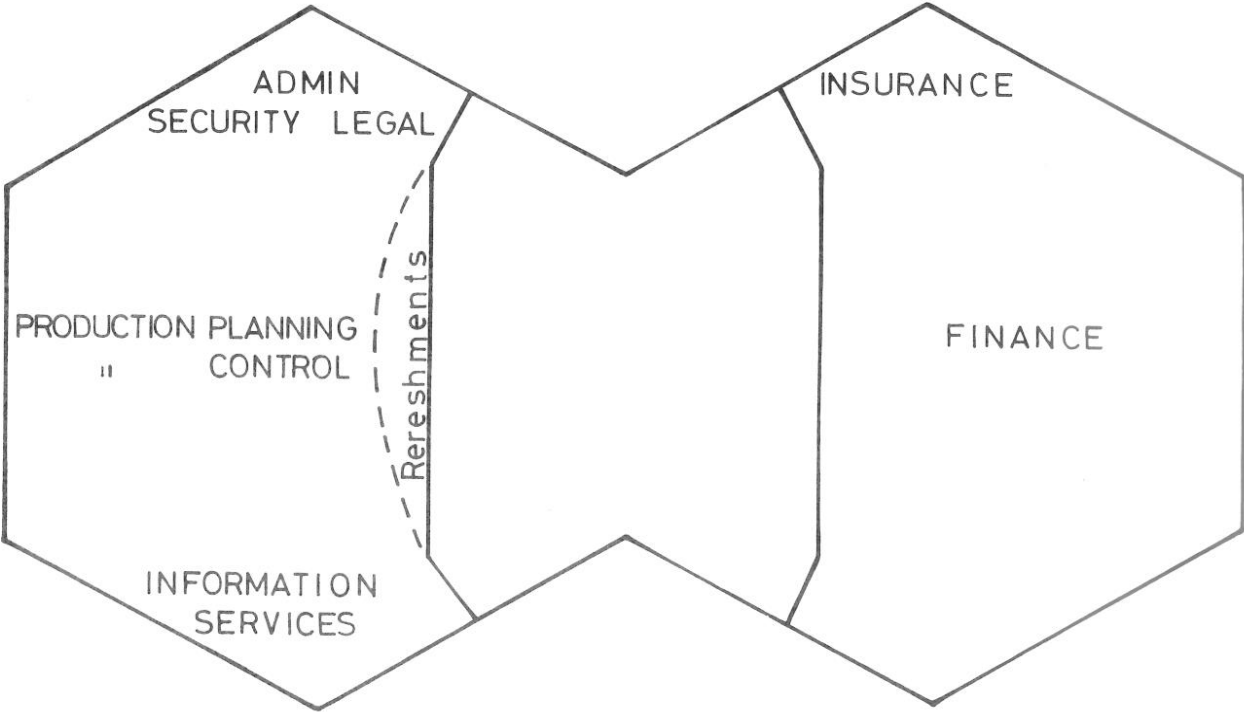 ADMIN
SECURITY LEGAL
INSURANCE
PRODUCTION PLANNING
" CONTROL
Rereshments
FINANCE
INFORMATION
SERVICES